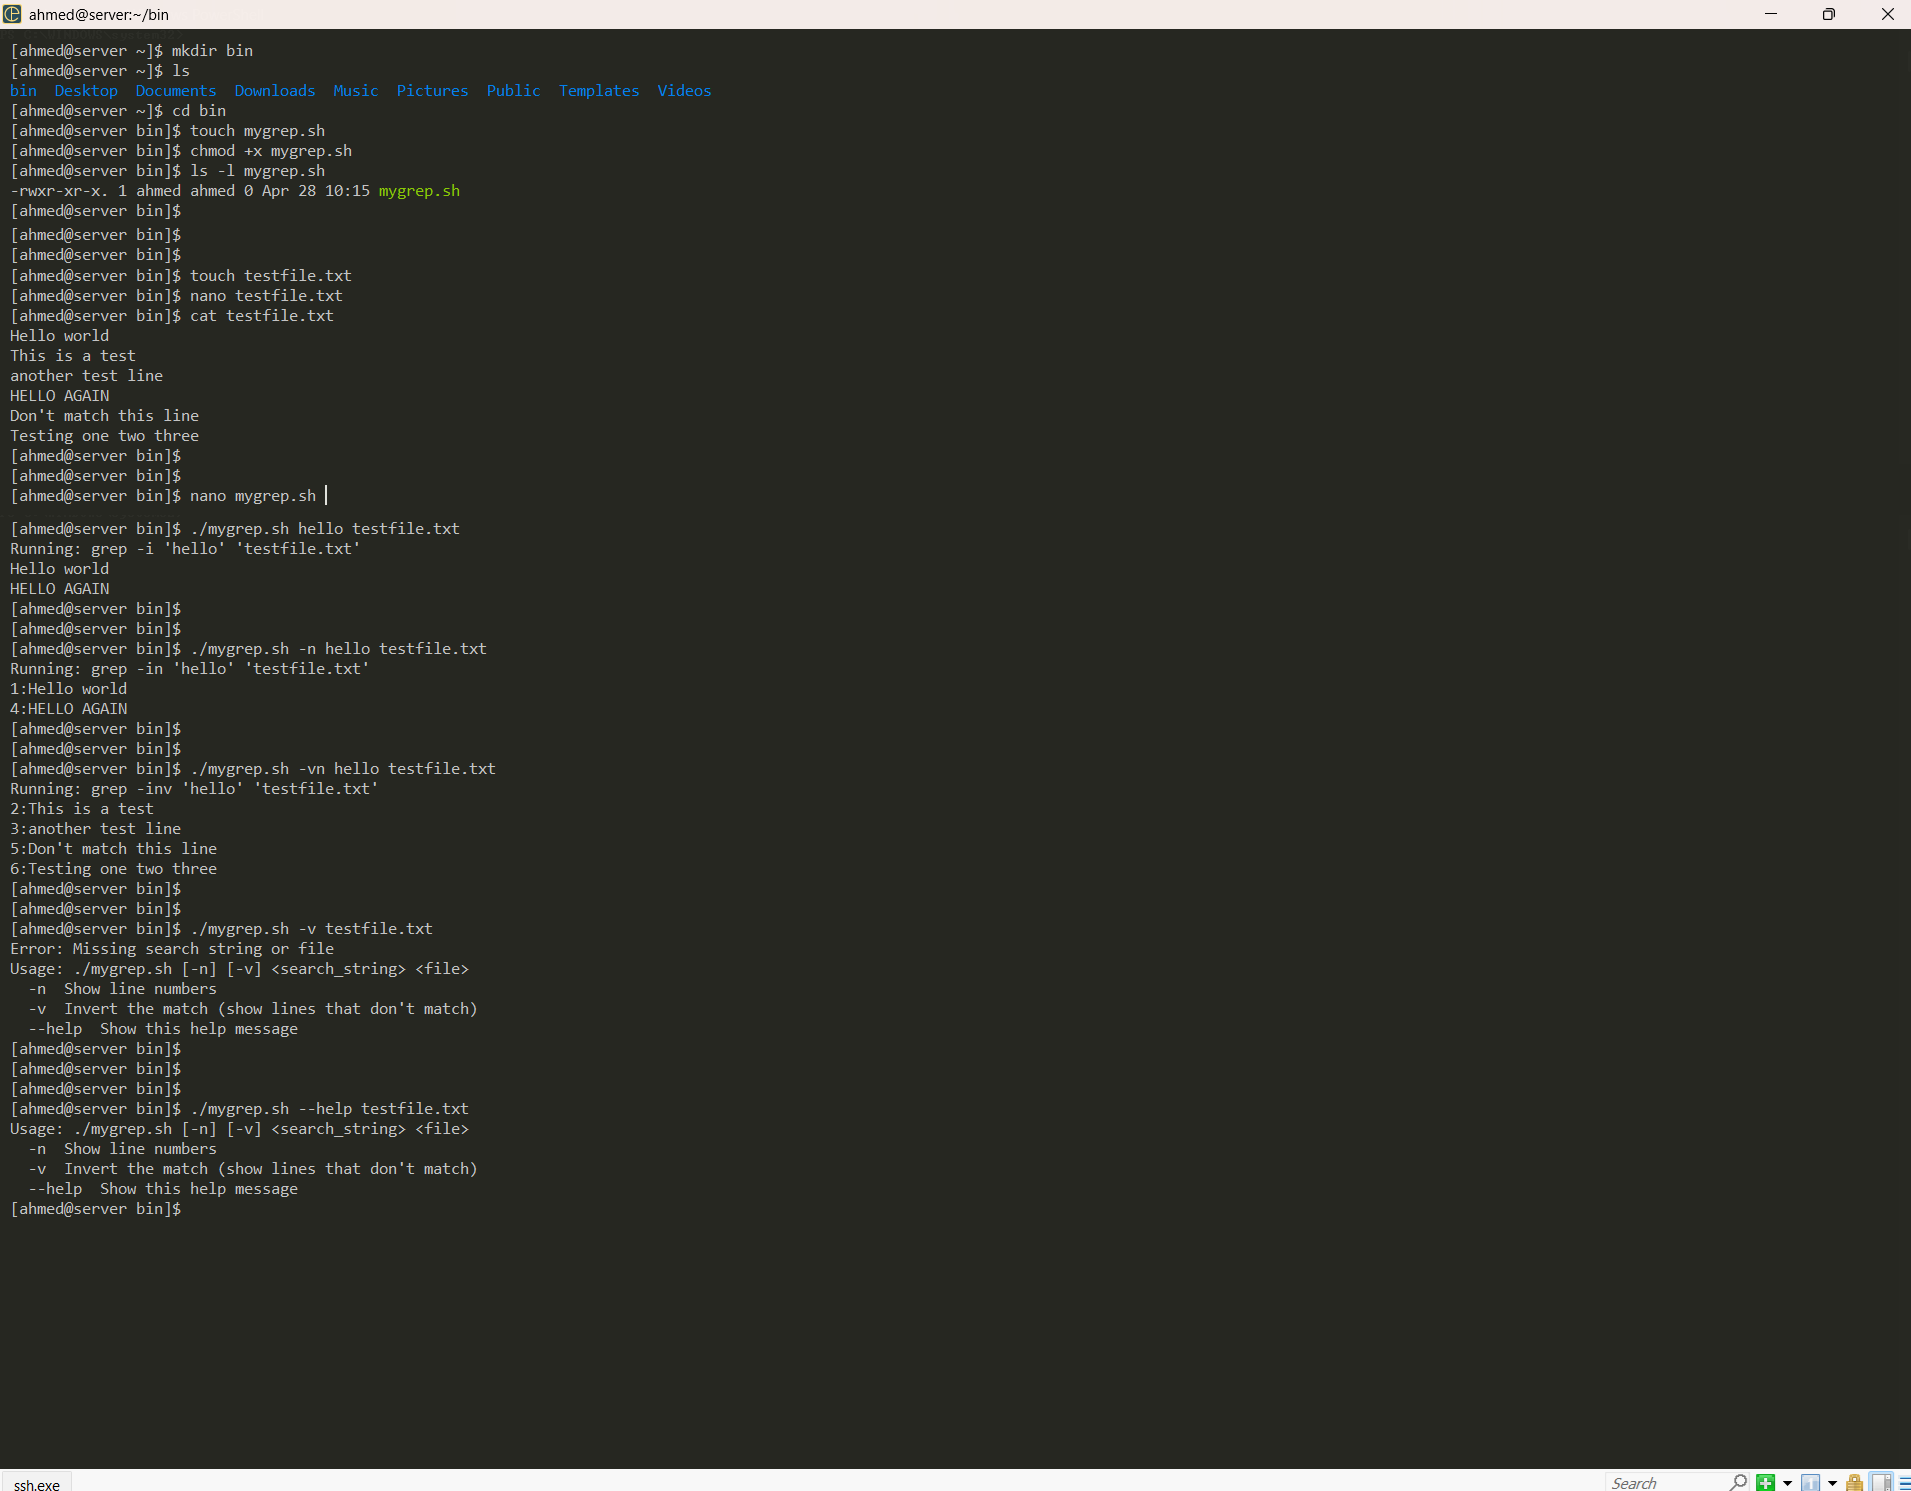 ahmed@server:~/bin
[ahmed@server ~]$ mkdir bin
[ahmed@server ~]$ ls
bin  Desktop  Documents  Downloads  Music  Pictures  Public  Templates  Videos
[ahmed@server ~]$ cd bin
[ahmed@server bin]$ touch mygrep.sh
[ahmed@server bin]$ chmod +x mygrep.sh
[ahmed@server bin]$ ls -l mygrep.sh
-rwxr-xr-x. 1 ahmed ahmed 0 Apr 28 10:15 mygrep.sh
[ahmed@server bin]$
[ahmed@server bin]$
[ahmed@server bin]$
[ahmed@server bin]$ touch testfile.txt
[ahmed@server bin]$ nano testfile.txt
[ahmed@server bin]$ cat testfile.txt
Hello world
This is a test
another test line
HELLO AGAIN
Don't match this line
Testing one two three
[ahmed@server bin]$
[ahmed@server bin]$
[ahmed@server bin]$ nano mygrep.sh
[ahmed@server bin]$ ./mygrep.sh hello testfile.txt
Running: grep -i 'hello' 'testfile.txt'
Hello world
HELLO AGAIN
[ahmed@server bin]$
[ahmed@server bin]$
[ahmed@server bin]$ ./mygrep.sh -n hello testfile.txt
Running: grep -in 'hello' 'testfile.txt'
1:Hello world
4:HELLO AGAIN
[ahmed@server bin]$
[ahmed@server bin]$
[ahmed@server bin]$ ./mygrep.sh -vn hello testfile.txt
Running: grep -inv 'hello' 'testfile.txt'
2:This is a test
3:another test line
5:Don't match this line
6:Testing one two three
[ahmed@server bin]$
[ahmed@server bin]$
[ahmed@server bin]$ ./mygrep.sh -v testfile.txt
Error: Missing search string or file
Usage: ./mygrep.sh [-n] [-v] <search_string> <file>
  -n  Show line numbers
  -v  Invert the match (show lines that don't match)
  --help  Show this help message
[ahmed@server bin]$
[ahmed@server bin]$
[ahmed@server bin]$
[ahmed@server bin]$ ./mygrep.sh --help testfile.txt
Usage: ./mygrep.sh [-n] [-v] <search_string> <file>
  -n  Show line numbers
  -v  Invert the match (show lines that don't match)
  --help  Show this help message
[ahmed@server bin]$
ssh.exe
Search